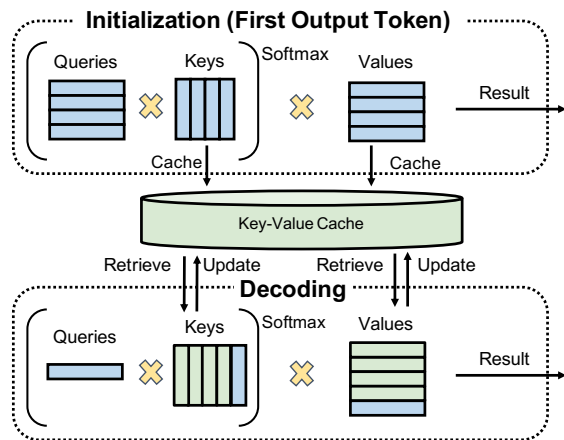 Initialization (First Output Token)
Queries
Keys
Softmax
Values
Result
Cache
Cache
Key-Value Cache
Retrieve
Update
Retrieve
Update
Decoding
Queries
Keys
Softmax
Values
Result